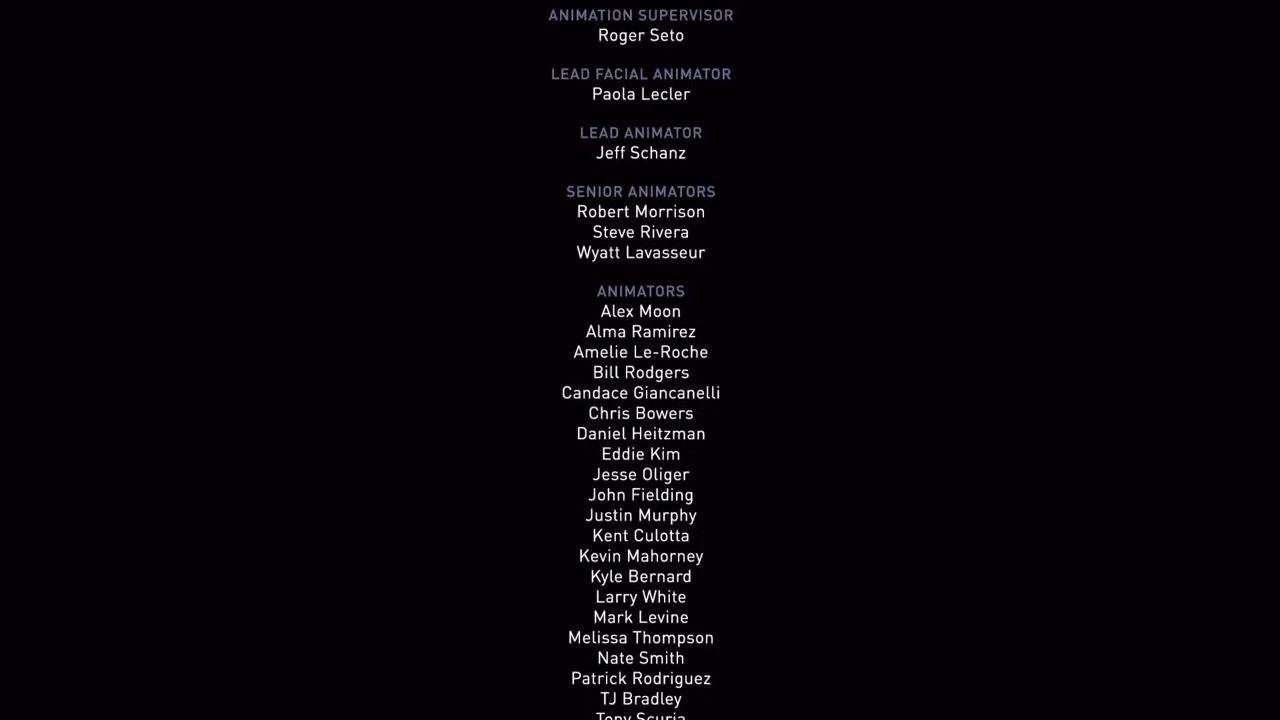 ANIMATION SUPERVISOR
Roger Seto
LEAD FACIAL ANIMATOR
Paola Lecler
LEAD ANIMATOR
Jeff Schanz
SENIOR ANIMATORS
Robert Morrison
Steve Rivera
Wyatt Lavasseur
ANIMATORS
Alex Moon
Alma Ramirez
Amelie Le-Roche
Bill Rodgers
Candace Giancanelli
Chris Bowers
Daniel Heitzman
Eddie Kim
Jesse Oliger
John Fielding
Justin Murphy
Kent Culotta
Kevin Mahorney
Kyle Bernard
Larry White
Mark Levine
Melissa Thompson
Nate Smith
Patrick Rodriguez
TJ Bradley
Tony Scuria